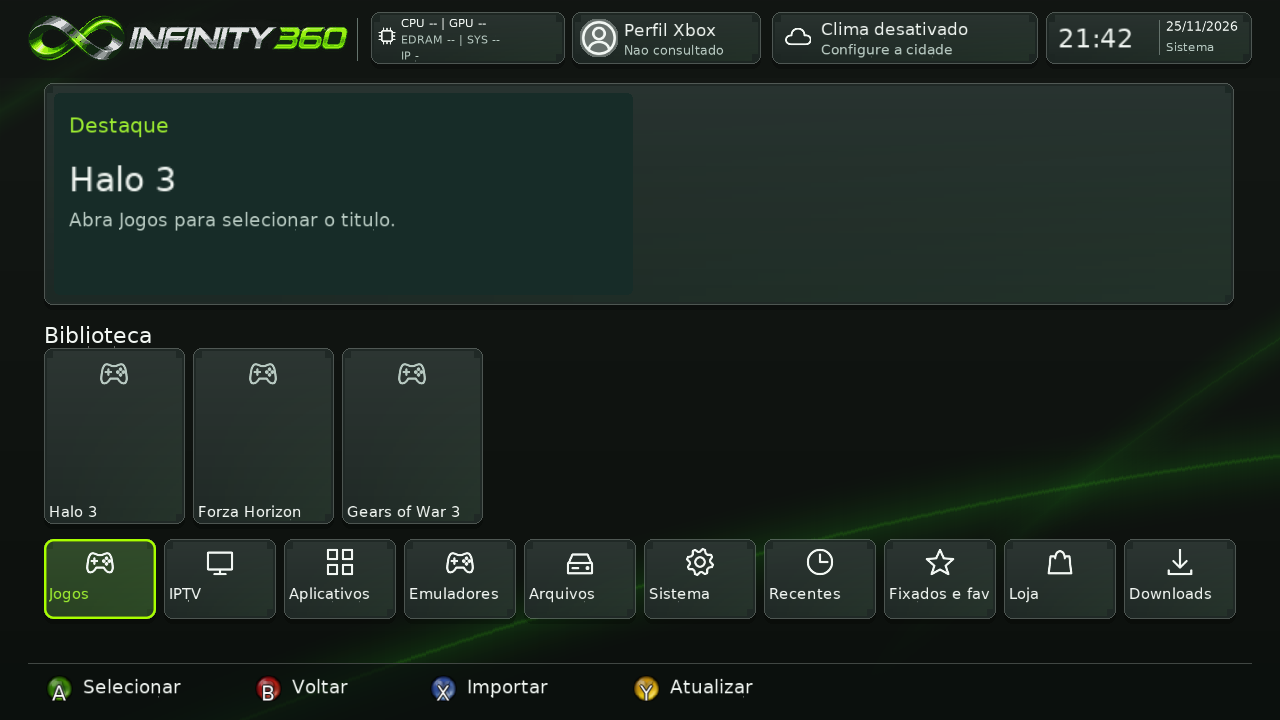 INFINITY 360
CPU -- | GPU --
EDRAM -- | SYS --
IP -
Perfil Xbox
Nao consultado
Clima desativado
Configure a cidade
21:42
25/11/2026
Sistema
Destaque
Halo 3
Abra Jogos para selecionar o titulo.
Biblioteca
Halo 3
Forza Horizon
Gears of War 3
Jogos
IPTV
Aplicativos
Emuladores
Arquivos
Sistema
Recentes
Fixados e fav
Loja
Downloads
A Selecionar
B Voltar
X Importar
Y Atualizar